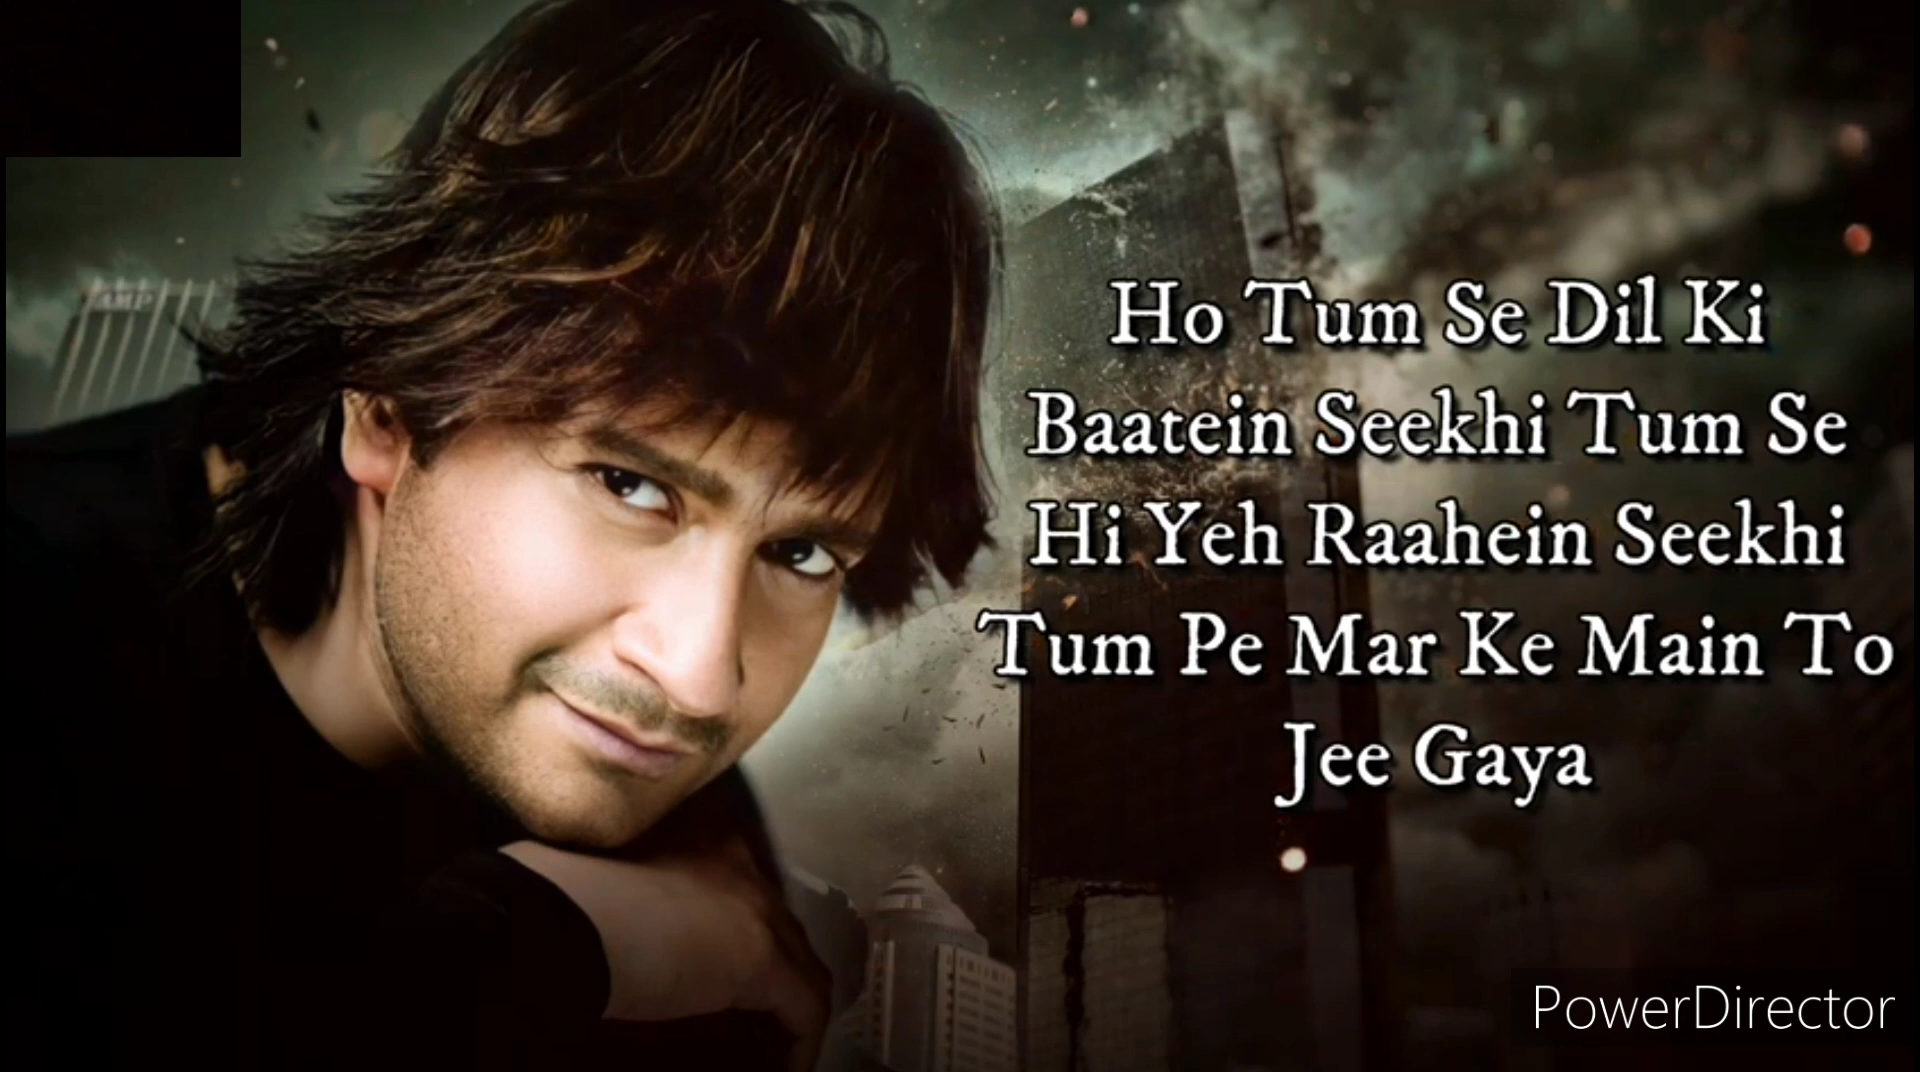 AMP
Ho Tum Se Dil Ki
Baatein Seekhi Tum Se
Hi Yeh Raahein Seekhi
Tum Pe Mar Ke Main To
Jee Gaya
PowerDirector